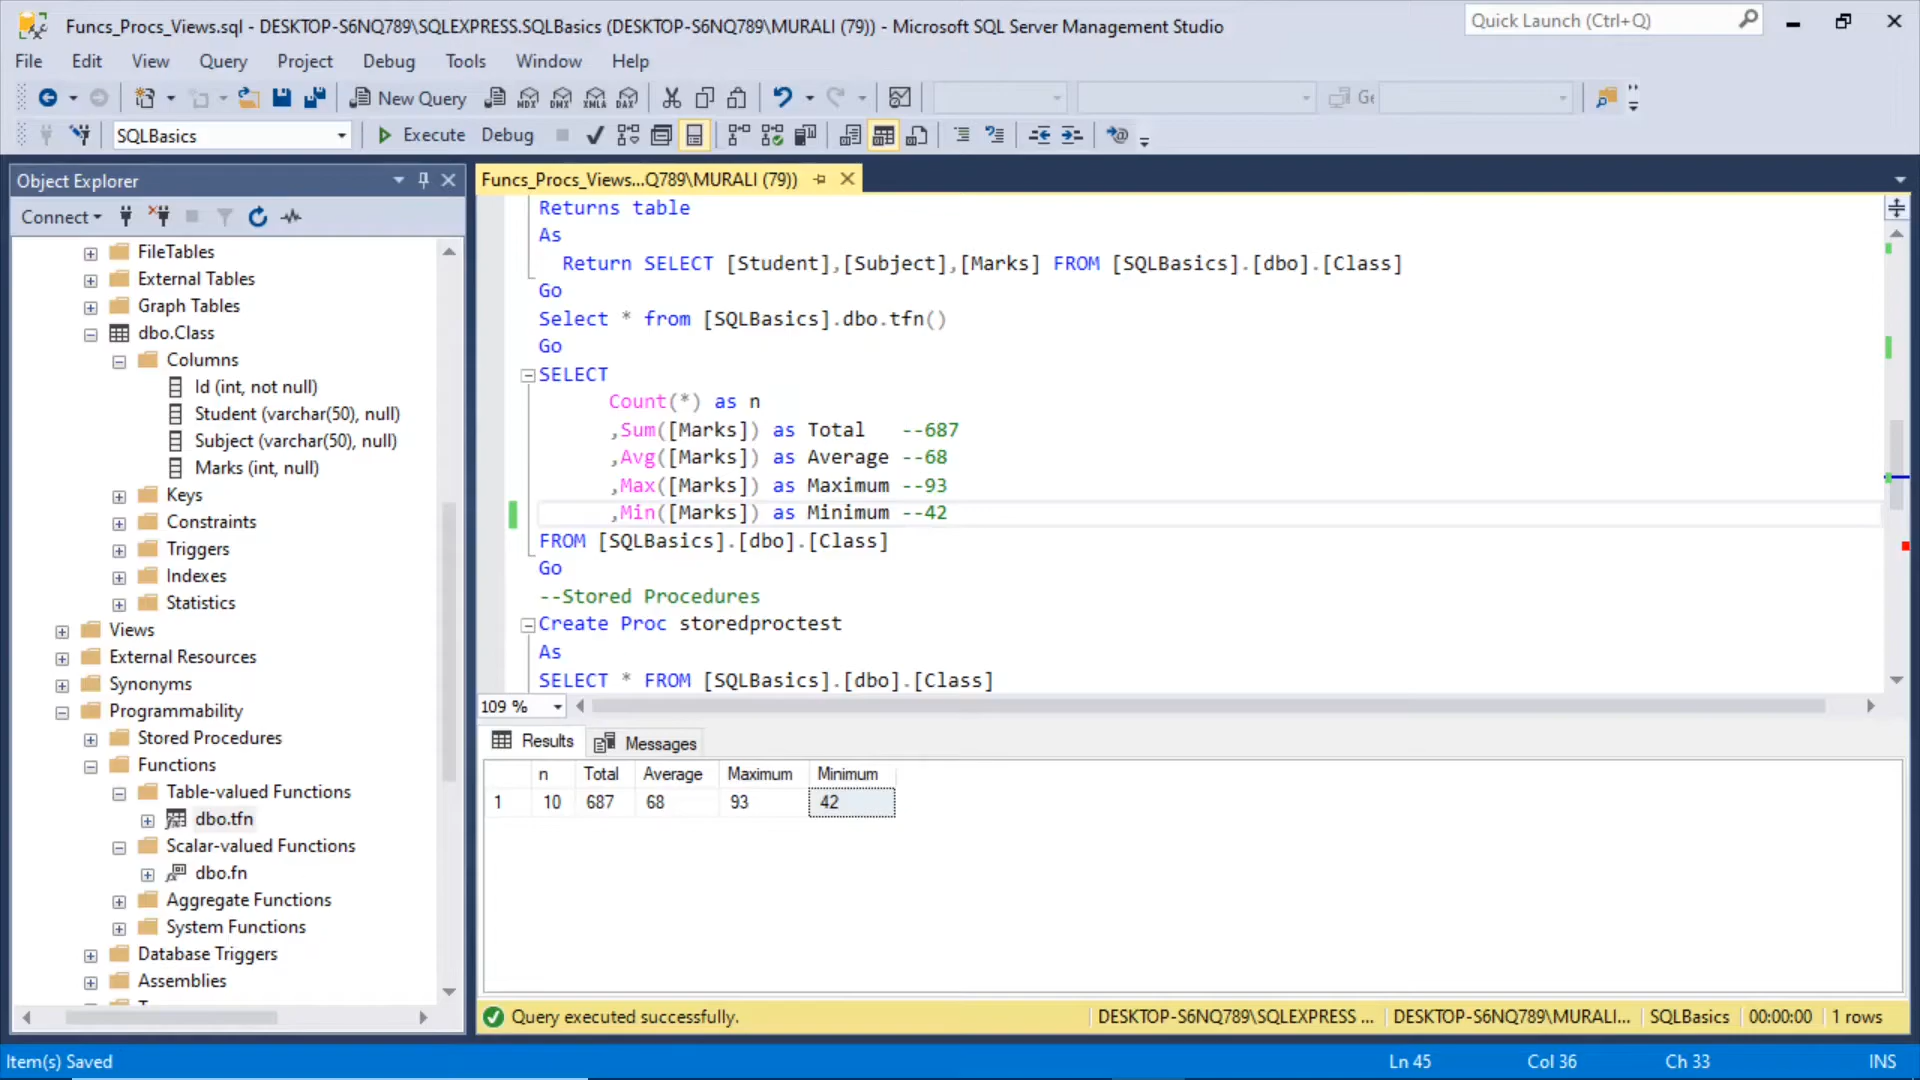 Funcs_Procs_Views.sql - DESKTOP-S6NQ789\SQLEXPRESS.SQLBasics (DESKTOP-S6NQ789\MURALI (79)) - Microsoft SQL Server Management Studio
Quick Launch (Ctrl+Q)
File Edit View Query Project Debug Tools Window Help
New Query
MDX DMX XMLA DAX
SQLBasics Execute Debug
Object Explorer
Funcs_Procs_Views...Q789\MURALI (79))
Connect
FileTables
External Tables
Graph Tables
dbo.Class
Columns
Id (int, not null)
Student (varchar(50), null)
Subject (varchar(50), null)
Marks (int, null)
Keys
Constraints
Triggers
Indexes
Statistics
Views
External Resources
Synonyms
Programmability
Stored Procedures
Functions
Table-valued Functions
dbo.tfn
Scalar-valued Functions
dbo.fn
Aggregate Functions
System Functions
Database Triggers
Assemblies
Returns table
As
Return SELECT [Student],[Subject],[Marks] FROM [SQLBasics].[dbo].[Class]
Go
Select * from [SQLBasics].dbo.tfn()
Go
SELECT
Count(*) as n
,Sum([Marks]) as Total --687
,Avg([Marks]) as Average --68
,Max([Marks]) as Maximum --93
,Min([Marks]) as Minimum --42
FROM [SQLBasics].[dbo].[Class]
Go
--Stored Procedures
Create Proc storedproctest
As
SELECT * FROM [SQLBasics].[dbo].[Class]
109 %
Results Messages
n Total Average Maximum Minimum
1 10 687 68 93 42
Query executed successfully.
DESKTOP-S6NQ789\SQLEXPRESS ... DESKTOP-S6NQ789\MURALI... SQLBasics 00:00:00 1 rows
Item(s) Saved
Ln 45 Col 36 Ch 33 INS